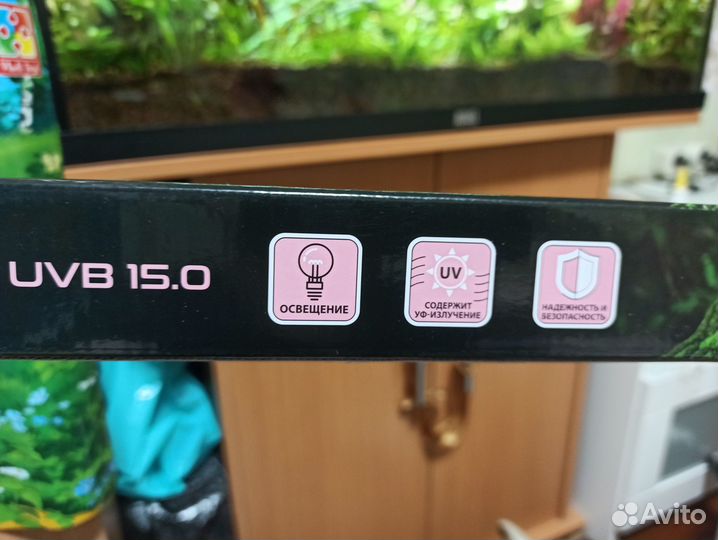 UVB 15.0
ОСВЕЩЕНИЕ
UV
СОДЕРЖИТ
УФ-ИЗЛУЧЕНИЕ
НАДЕЖНОСТЬ И
БЕЗОПАСНОСТЬ
Avito